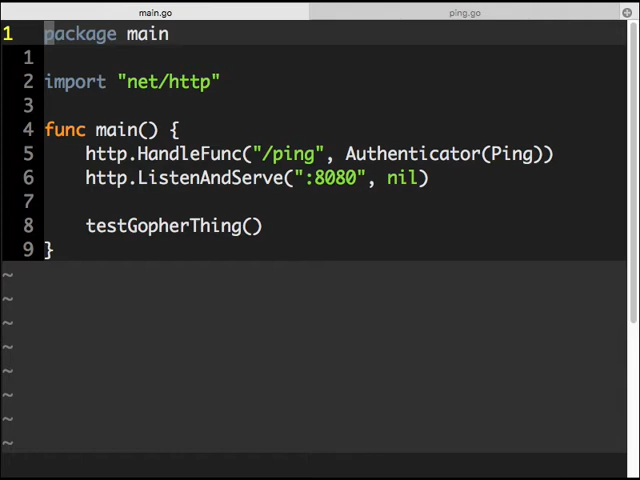 main.go ping.go
1 package main
1
2 import "net/http"
3
4 func main() {
5 http.HandleFunc("/ping", Authenticator(Ping))
6 http.ListenAndServe(":8080", nil)
7
8 testGopherThing()
9 }
~
~
~
~
~
~
~
~